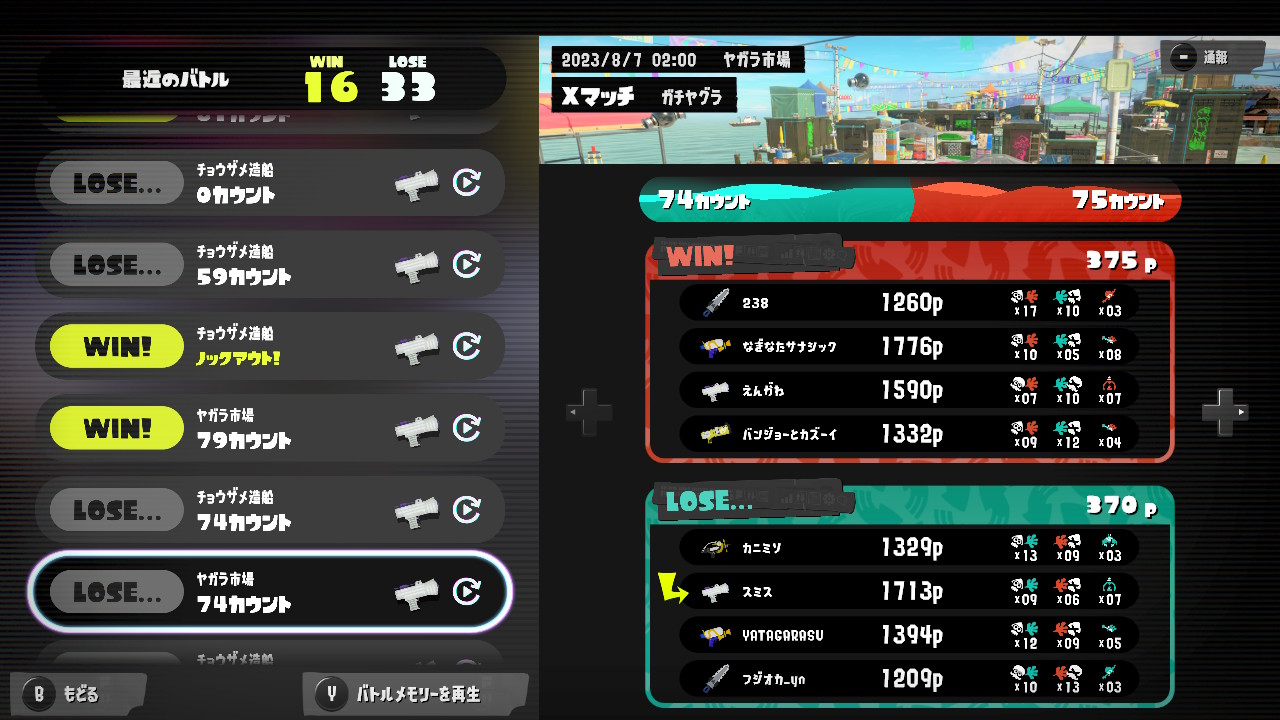 最近のバトル
WIN
16
LOSE
33
LOSE...
チョウザメ造船
0カウント
LOSE...
チョウザメ造船
59カウント
WIN!
チョウザメ造船
ノックアウト!
WIN!
ヤガラ市場
79カウント
LOSE...
チョウザメ造船
74カウント
LOSE...
ヤガラ市場
74カウント
チョウザメ造船
B もどる
Y バトルメモリーを再生
2023/8/7 02:00 ヤガラ市場
Xマッチ ガチヤグラ
通報
74カウント 75カウント
WIN! 375 p
238 1260p x17 x10 x03
なぎなたサナシック 1776p x10 x05 x08
えんがわ 1590p x07 x10 x07
バンジョーとカズーイ 1332p x09 x12 x04
LOSE... 370 p
カニミソ 1329p x13 x09 x03
スミス 1713p x09 x06 x07
YATAGARASU 1394p x12 x09 x05
フジオカ_yn 1209p x10 x13 x03